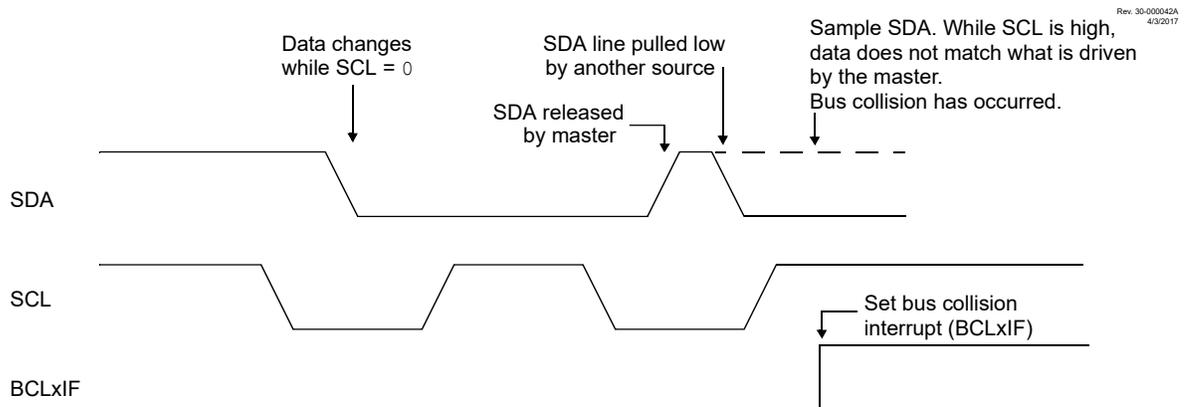 Rev. 30-000042A
4/3/2017
Data changes
while SCL = 0
SDA line pulled low
by another source
SDA released
by master
Sample SDA. While SCL is high,
data does not match what is driven
by the master.
Bus collision has occurred.
SDA
SCL
Set bus collision
interrupt (BCLxIF)
BCLxIF